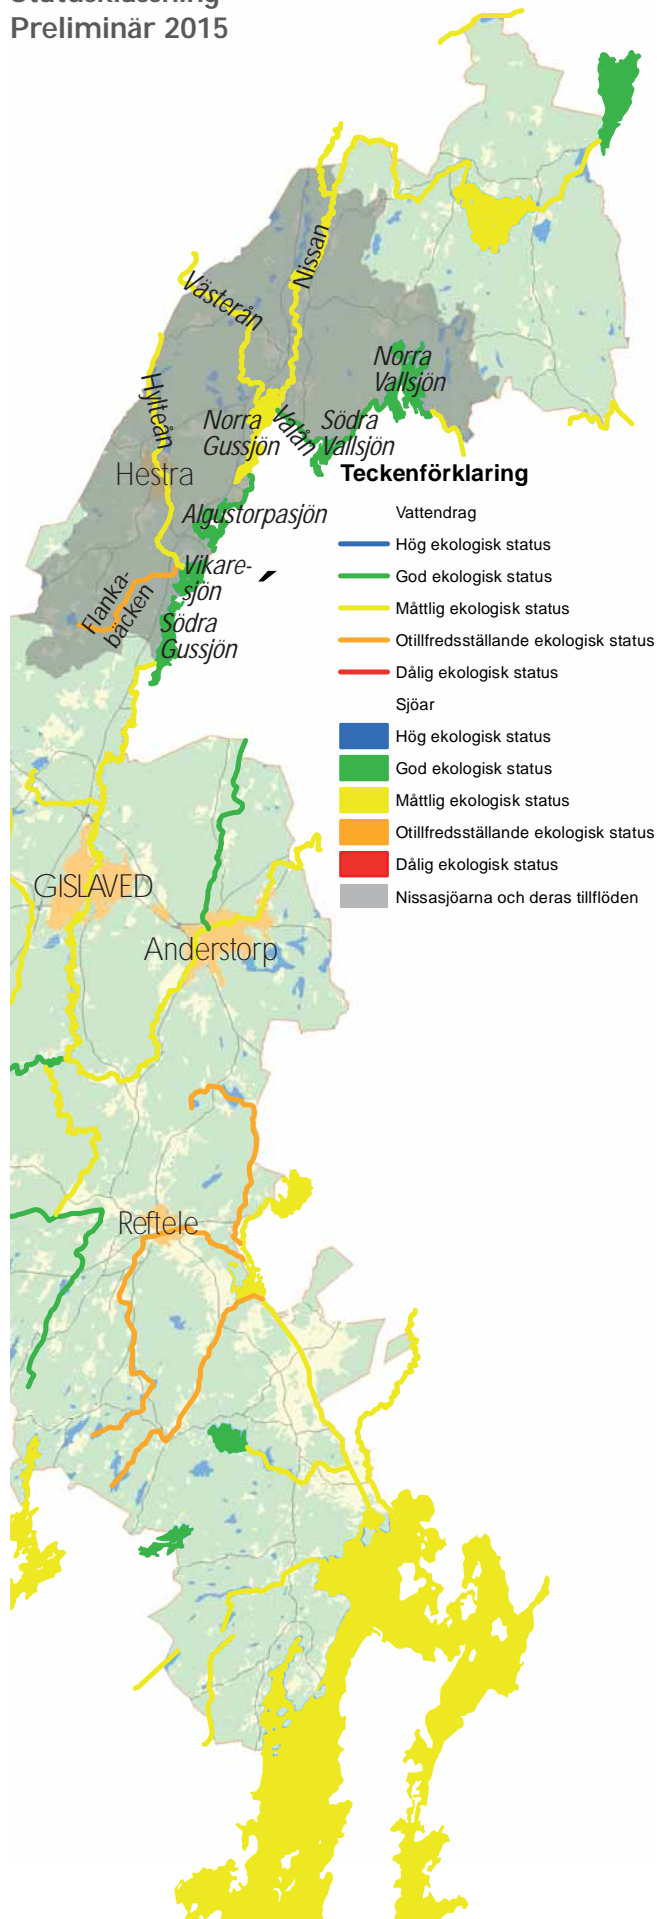 Statusklassning
Preliminär 2015
Nissan
Västerån
Hylteån
Norra
Vallsjön
Norra
Gussjön
Valån
Södra
Vallsjön
Hestra
Algustorpasjön
Vikare-
sjön
Flanka-
bäcken
Södra
Gussjön
Teckenförklaring
Vattendrag
Hög ekologisk status
God ekologisk status
Måttlig ekologisk status
Otillfredsställande ekologisk status
Dålig ekologisk status
Sjöar
Hög ekologisk status
God ekologisk status
Måttlig ekologisk status
Otillfredsställande ekologisk status
Dålig ekologisk status
Nissasjöarna och deras tillflöden
GISLAVED
Anderstorp
Reftele